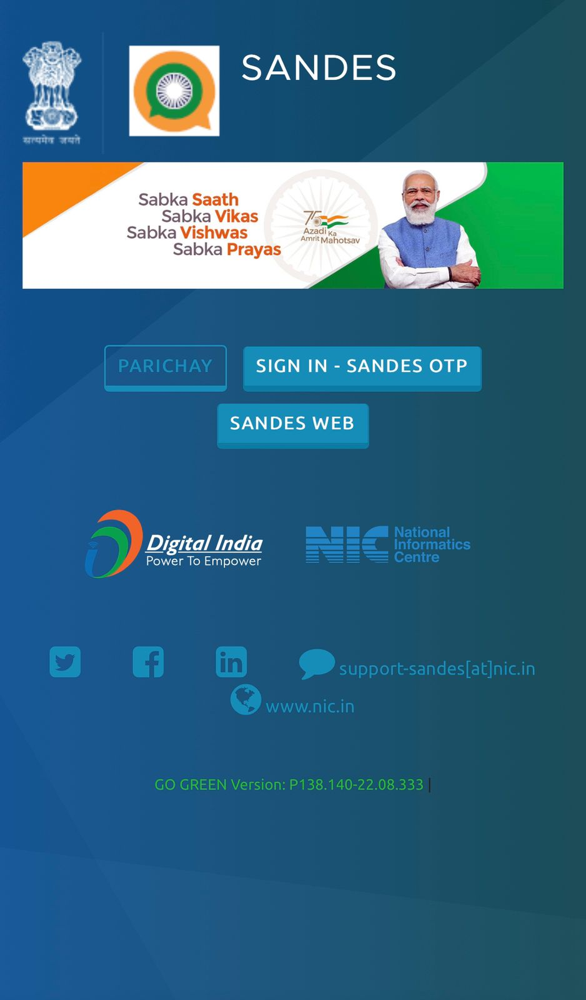 SANDES
सत्यमेव जयते
Sabka Saath
Sabka Vikas
Sabka Vishwas
Sabka Prayas
75
Azadi Ka
Amrit Mahotsav
PARICHAY
SIGN IN - SANDES OTP
SANDES WEB
Digital India
Power To Empower
NIC National
Informatics
Centre
support-sandes[at]nic.in
www.nic.in
GO GREEN Version: P138.140-22.08.333 |